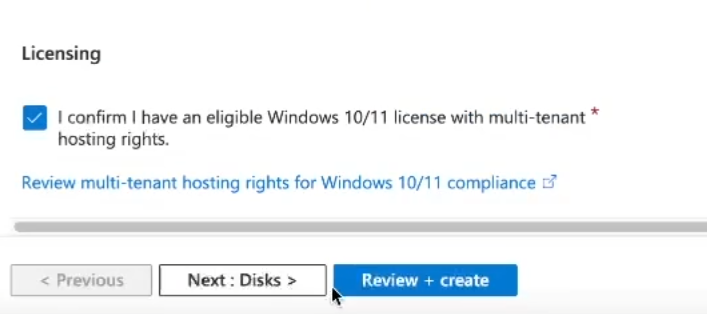 Licensing
I confirm I have an eligible Windows 10/11 license with multi-tenant *
hosting rights.
Review multi-tenant hosting rights for Windows 10/11 compliance
< Previous
Next : Disks >
Review + create